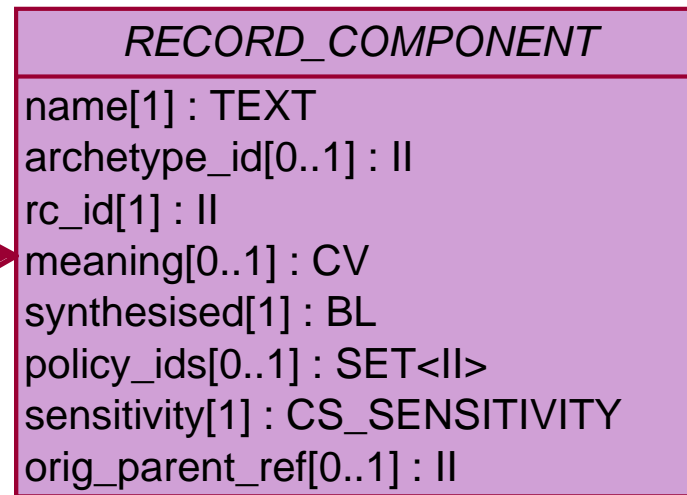 RECORD_COMPONENT
name[1] : TEXT
archetype_id[0..1] : II
rc_id[1] : II
meaning[0..1] : CV
synthesised[1] : BL
policy_ids[0..1] : SET<II>
sensitivity[1] : CS_SENSITIVITY
orig_parent_ref[0..1] : II